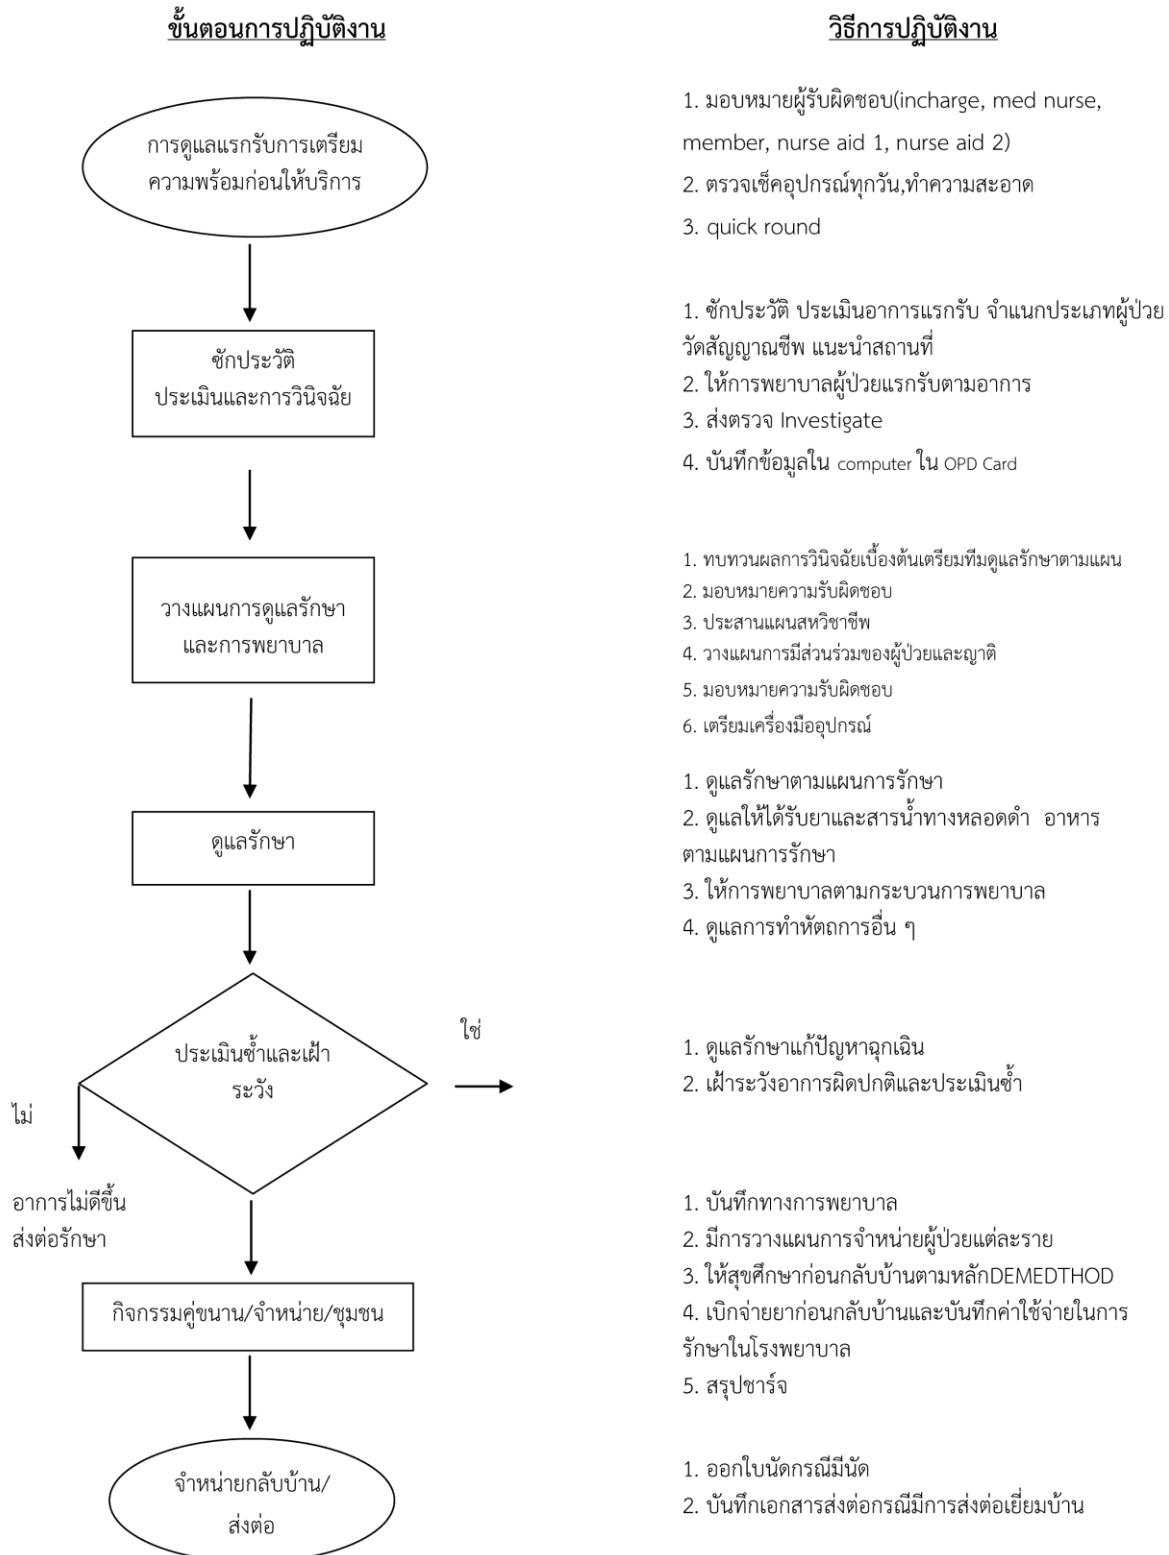 ขั้นตอนการปฏิบัติงาน
วิธีการปฏิบัติงาน
การดูแลแรกรับการเตรียม
ความพร้อมก่อนให้บริการ
1. มอบหมายผู้รับผิดชอบ(incharge, med nurse,
member, nurse aid 1, nurse aid 2)
2. ตรวจเช็คอุปกรณ์ทุกวัน,ทำความสะอาด
3. quick round
ซักประวัติ
ประเมินและการวินิจฉัย
1. ซักประวัติ ประเมินอาการแรกรับ จำแนกประเภทผู้ป่วย
วัดสัญญาณชีพ แนะนำสถานที่
2. ให้การพยาบาลผู้ป่วยแรกรับตามอาการ
3. ส่งตรวจ Investigate
4. บันทึกข้อมูลใน computer ใน OPD Card
วางแผนการดูแลรักษา
และการพยาบาล
1. ทบทวนผลการวินิจฉัยเบื้องต้นเตรียมทีมดูแลรักษาตามแผน
2. มอบหมายความรับผิดชอบ
3. ประสานแผนสหวิชาชีพ
4. วางแผนการมีส่วนร่วมของผู้ป่วยและญาติ
5. มอบหมายความรับผิดชอบ
6. เตรียมเครื่องมืออุปกรณ์
ดูแลรักษา
1. ดูแลรักษาตามแผนการรักษา
2. ดูแลให้ได้รับยาและสารน้ำทางหลอดดำ อาหาร
ตามแผนการรักษา
3. ให้การพยาบาลตามกระบวนการพยาบาล
4. ดูแลการทำหัตถการอื่น ๆ
ประเมินซ้ำและเฝ้า
ระวัง
ใช่
ไม่
อาการไม่ดีขึ้น
ส่งต่อรักษา
1. ดูแลรักษาแก้ปัญหาฉุกเฉิน
2. เฝ้าระวังอาการผิดปกติและประเมินซ้ำ
กิจกรรมคู่ขนาน/จำหน่าย/ชุมชน
1. บันทึกทางการพยาบาล
2. มีการวางแผนการจำหน่ายผู้ป่วยแต่ละราย
3. ให้สุขศึกษาก่อนกลับบ้านตามหลักDEMEDTHOD
4. เบิกจ่ายยาก่อนกลับบ้านและบันทึกค่าใช้จ่ายในการ
รักษาในโรงพยาบาล
5. สรุปชาร์จ
จำหน่ายกลับบ้าน/
ส่งต่อ
1. ออกใบนัดกรณีมีนัด
2. บันทึกเอกสารส่งต่อกรณีมีการส่งต่อเยี่ยมบ้าน